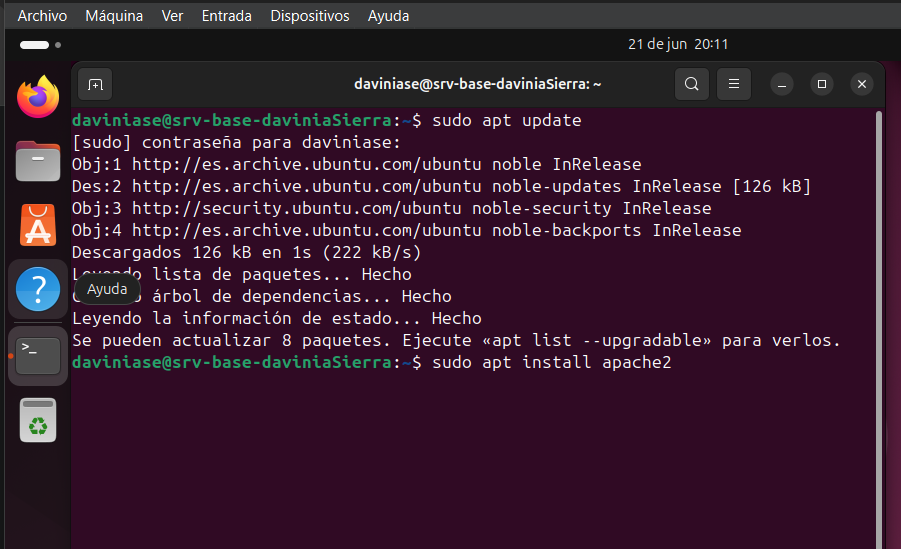 Archivo Máquina Ver Entrada Dispositivos Ayuda
21 de jun 20:11
daviniase@srv-base-daviniaSierra: ~
daviniase@srv-base-daviniaSierra:~$ sudo apt update
[sudo] contraseña para daviniase:
Obj:1 http://es.archive.ubuntu.com/ubuntu noble InRelease
Des:2 http://es.archive.ubuntu.com/ubuntu noble-updates InRelease [126 kB]
Obj:3 http://security.ubuntu.com/ubuntu noble-security InRelease
Obj:4 http://es.archive.ubuntu.com/ubuntu noble-backports InRelease
Descargados 126 kB en 1s (222 kB/s)
Leyendo lista de paquetes... Hecho
Ayuda
árbol de dependencias... Hecho
Leyendo la información de estado... Hecho
Se pueden actualizar 8 paquetes. Ejecute «apt list --upgradable» para verlos.
daviniase@srv-base-daviniaSierra:~$ sudo apt install apache2